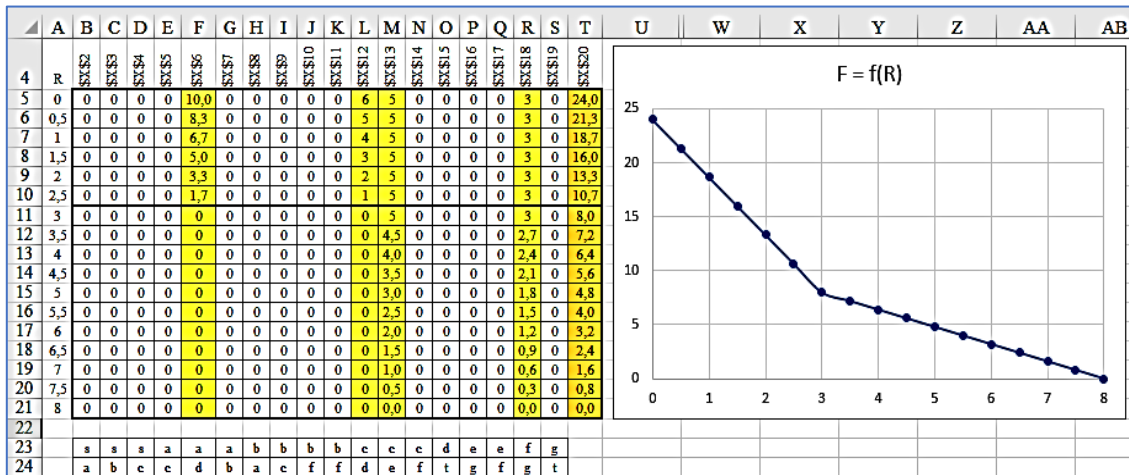 A B C D E F G H I J K L M N O P Q R S T U W X Y Z AA AB
4 R $X$2 $X$3 $X$4 $X$5 $X$6 $X$7 $X$8 $X$9 $X$10 $X$11 $X$12 $X$13 $X$14 $X$15 $X$16 $X$17 $X$18 $X$19 $X$20
5 0 0 0 0 0 10,0 0 0 0 0 0 6 5 0 0 0 0 3 0 24,0
6 0,5 0 0 0 0 8,3 0 0 0 0 0 5 5 0 0 0 0 3 0 21,3
7 1 0 0 0 0 6,7 0 0 0 0 0 4 5 0 0 0 0 3 0 18,7
8 1,5 0 0 0 0 5,0 0 0 0 0 0 3 5 0 0 0 0 3 0 16,0
9 2 0 0 0 0 3,3 0 0 0 0 0 2 5 0 0 0 0 3 0 13,3
10 2,5 0 0 0 0 1,7 0 0 0 0 0 1 5 0 0 0 0 3 0 10,7
11 3 0 0 0 0 0 0 0 0 0 0 0 5 0 0 0 0 3 0 8,0
12 3,5 0 0 0 0 0 0 0 0 0 0 0 4,5 0 0 0 0 2,7 0 7,2
13 4 0 0 0 0 0 0 0 0 0 0 0 4,0 0 0 0 0 2,4 0 6,4
14 4,5 0 0 0 0 0 0 0 0 0 0 0 3,5 0 0 0 0 2,1 0 5,6
15 5 0 0 0 0 0 0 0 0 0 0 0 3,0 0 0 0 0 1,8 0 4,8
16 5,5 0 0 0 0 0 0 0 0 0 0 0 2,5 0 0 0 0 1,5 0 4,0
17 6 0 0 0 0 0 0 0 0 0 0 0 2,0 0 0 0 0 1,2 0 3,2
18 6,5 0 0 0 0 0 0 0 0 0 0 0 1,5 0 0 0 0 0,9 0 2,4
19 7 0 0 0 0 0 0 0 0 0 0 0 1,0 0 0 0 0 0,6 0 1,6
20 7,5 0 0 0 0 0 0 0 0 0 0 0 0,5 0 0 0 0 0,3 0 0,8
21 8 0 0 0 0 0 0 0 0 0 0 0 0,0 0 0 0 0 0,0 0 0,0
22
23 s s s a a a b b b b c c c d e e f g
24 a b c c d b a c f f d e f t g f g t
F = f(R)
25
20
15
10
5
0
0 1 2 3 4 5 6 7 8